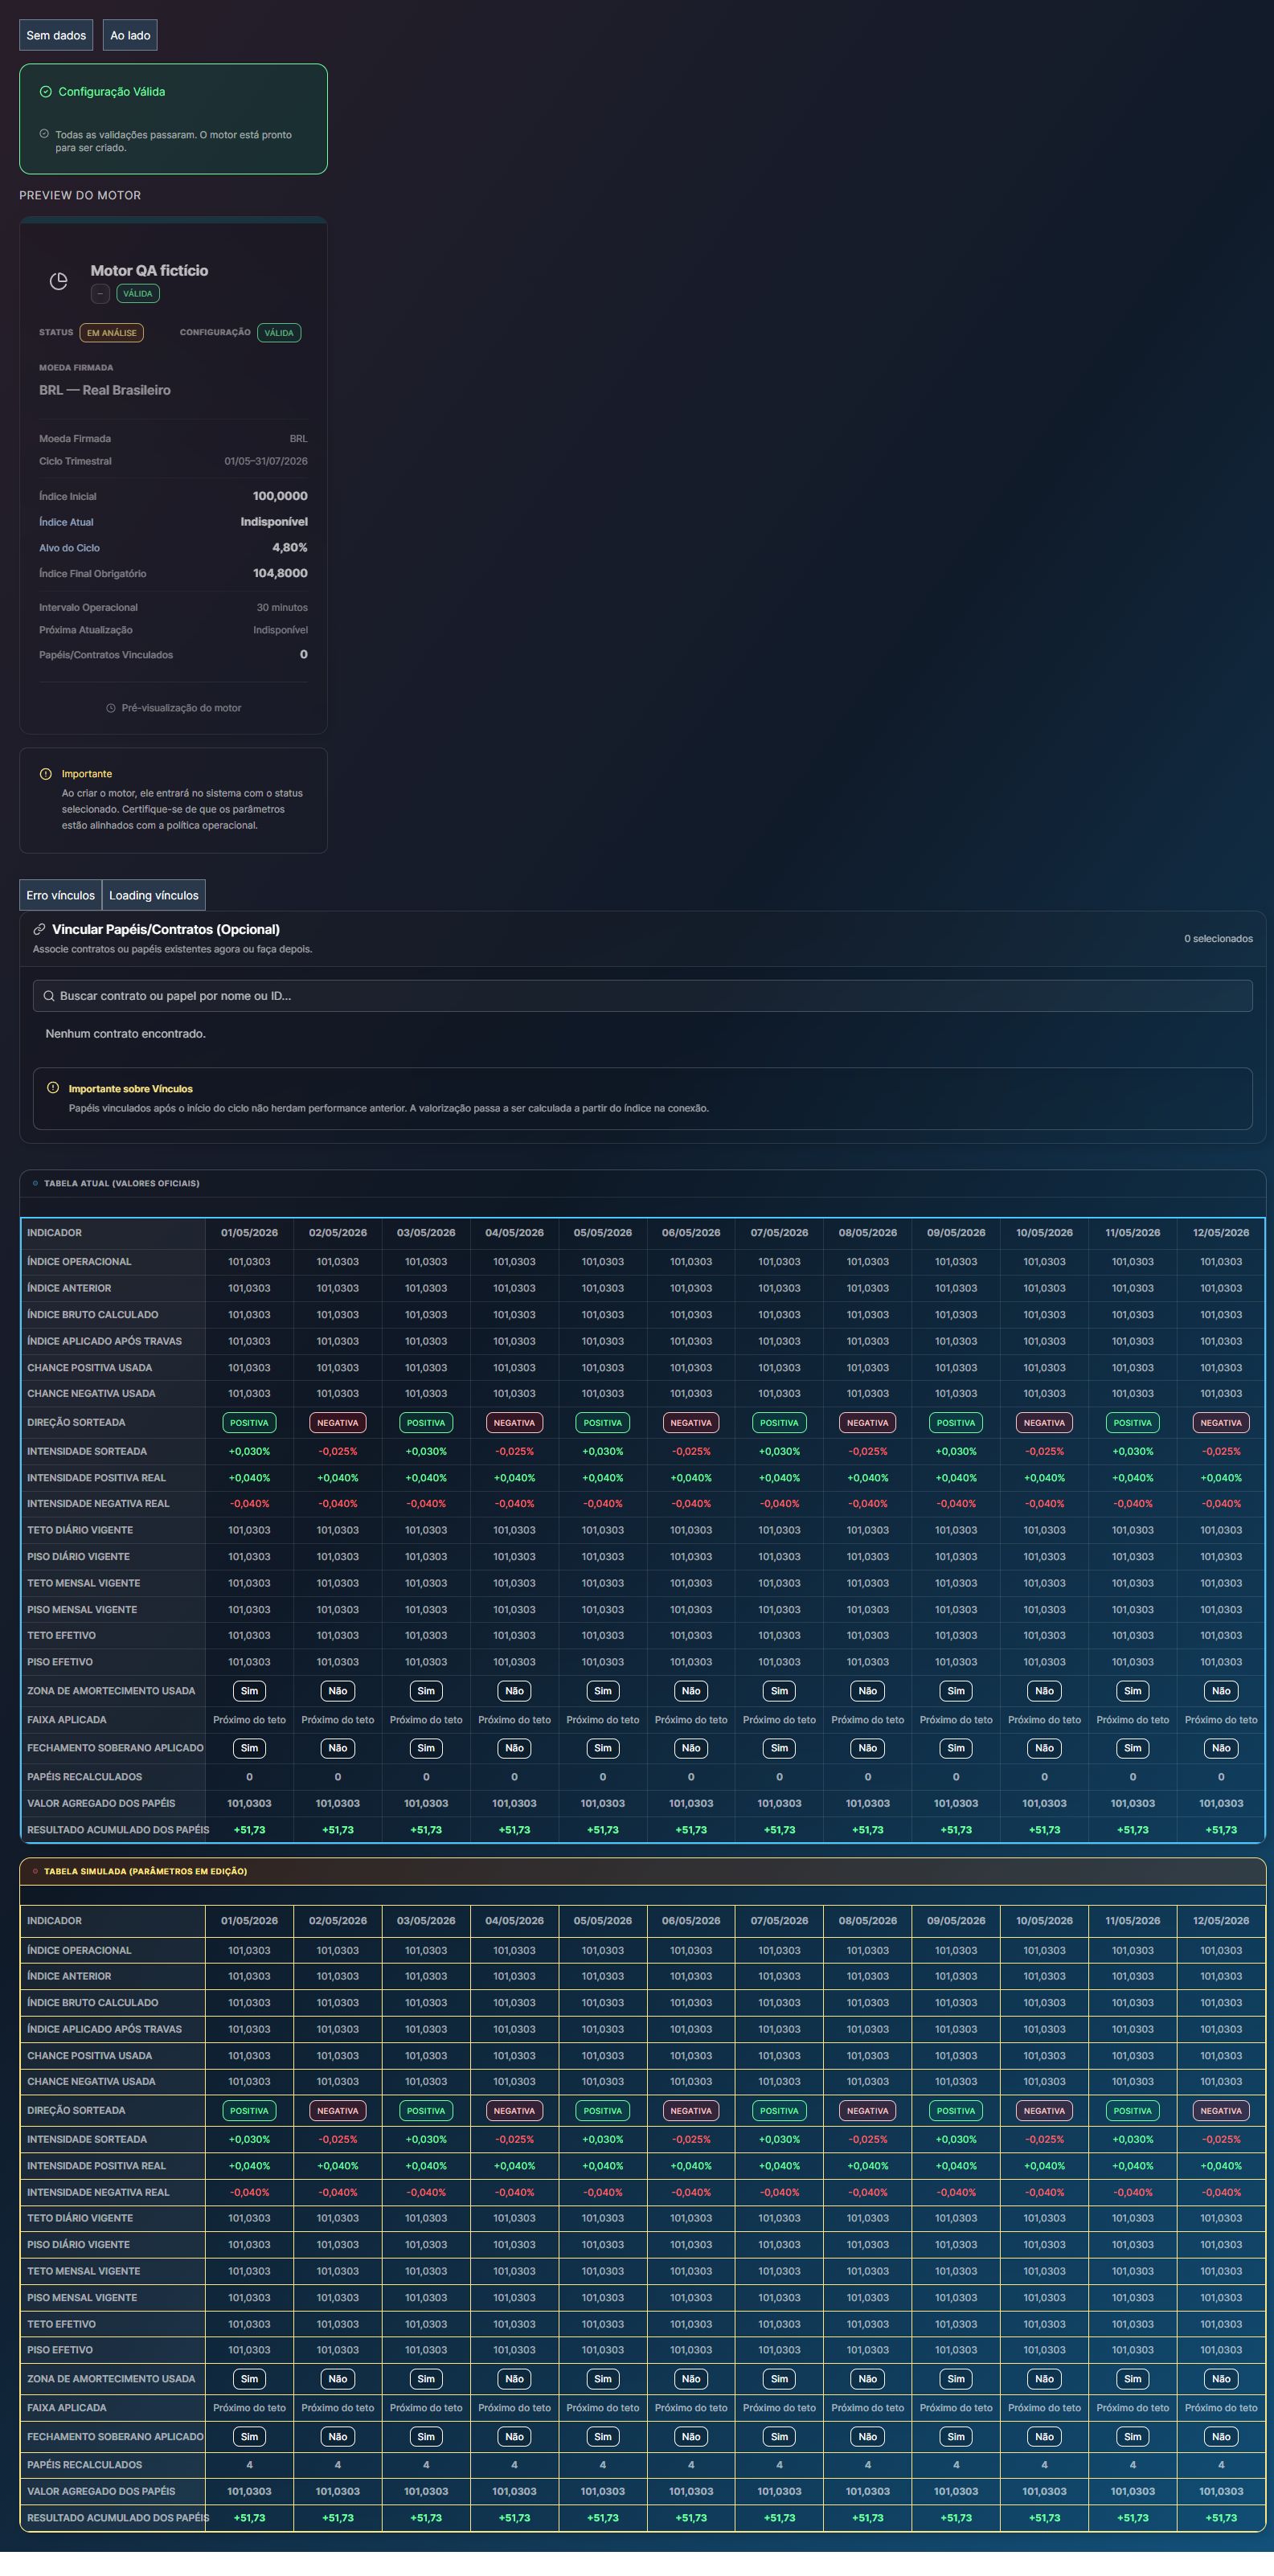 Sem dados Ao lado
Configuração Válida
Todas as validações passaram. O motor está pronto
para ser criado.
PREVIEW DO MOTOR
Motor QA fictício
– VÁLIDA
STATUS EM ANÁLISE CONFIGURAÇÃO VÁLIDA
MOEDA FIRMADA
BRL — Real Brasileiro
Moeda Firmada BRL
Ciclo Trimestral 01/05–31/07/2026
Índice Inicial 100,0000
Índice Atual Indisponível
Alvo do Ciclo 4,80%
Índice Final Obrigatório 104,8000
Intervalo Operacional 30 minutos
Próxima Atualização Indisponível
Papéis/Contratos Vinculados 0
Pré-visualização do motor
Importante
Ao criar o motor, ele entrará no sistema com o status
selecionado. Certifique-se de que os parâmetros
estão alinhados com a política operacional.
Erro vínculos Loading vínculos
Vincular Papéis/Contratos (Opcional)
Associe contratos ou papéis existentes agora ou faça depois.
0 selecionados
Buscar contrato ou papel por nome ou ID...
Nenhum contrato encontrado.
Importante sobre Vínculos
Papéis vinculados após o início do ciclo não herdam performance anterior. A valorização passa a ser calculada a partir do índice na conexão.
TABELA ATUAL (VALORES OFICIAIS)
INDICADOR 01/05/2026 02/05/2026 03/05/2026 04/05/2026 05/05/2026 06/05/2026 07/05/2026 08/05/2026 09/05/2026 10/05/2026 11/05/2026 12/05/2026
ÍNDICE OPERACIONAL 101,0303 101,0303 101,0303 101,0303 101,0303 101,0303 101,0303 101,0303 101,0303 101,0303 101,0303 101,0303
ÍNDICE ANTERIOR 101,0303 101,0303 101,0303 101,0303 101,0303 101,0303 101,0303 101,0303 101,0303 101,0303 101,0303 101,0303
ÍNDICE BRUTO CALCULADO 101,0303 101,0303 101,0303 101,0303 101,0303 101,0303 101,0303 101,0303 101,0303 101,0303 101,0303 101,0303
ÍNDICE APLICADO APÓS TRAVAS 101,0303 101,0303 101,0303 101,0303 101,0303 101,0303 101,0303 101,0303 101,0303 101,0303 101,0303 101,0303
CHANCE POSITIVA USADA 101,0303 101,0303 101,0303 101,0303 101,0303 101,0303 101,0303 101,0303 101,0303 101,0303 101,0303 101,0303
CHANCE NEGATIVA USADA 101,0303 101,0303 101,0303 101,0303 101,0303 101,0303 101,0303 101,0303 101,0303 101,0303 101,0303 101,0303
DIREÇÃO SORTEADA POSITIVA NEGATIVA POSITIVA NEGATIVA POSITIVA NEGATIVA POSITIVA NEGATIVA POSITIVA NEGATIVA POSITIVA NEGATIVA
INTENSIDADE SORTEADA +0,030% -0,025% +0,030% -0,025% +0,030% -0,025% +0,030% -0,025% +0,030% -0,025% +0,030% -0,025%
INTENSIDADE POSITIVA REAL +0,040% +0,040% +0,040% +0,040% +0,040% +0,040% +0,040% +0,040% +0,040% +0,040% +0,040% +0,040%
INTENSIDADE NEGATIVA REAL -0,040% -0,040% -0,040% -0,040% -0,040% -0,040% -0,040% -0,040% -0,040% -0,040% -0,040% -0,040%
TETO DIÁRIO VIGENTE 101,0303 101,0303 101,0303 101,0303 101,0303 101,0303 101,0303 101,0303 101,0303 101,0303 101,0303 101,0303
PISO DIÁRIO VIGENTE 101,0303 101,0303 101,0303 101,0303 101,0303 101,0303 101,0303 101,0303 101,0303 101,0303 101,0303 101,0303
TETO MENSAL VIGENTE 101,0303 101,0303 101,0303 101,0303 101,0303 101,0303 101,0303 101,0303 101,0303 101,0303 101,0303 101,0303
PISO MENSAL VIGENTE 101,0303 101,0303 101,0303 101,0303 101,0303 101,0303 101,0303 101,0303 101,0303 101,0303 101,0303 101,0303
TETO EFETIVO 101,0303 101,0303 101,0303 101,0303 101,0303 101,0303 101,0303 101,0303 101,0303 101,0303 101,0303 101,0303
PISO EFETIVO 101,0303 101,0303 101,0303 101,0303 101,0303 101,0303 101,0303 101,0303 101,0303 101,0303 101,0303 101,0303
ZONA DE AMORTECIMENTO USADA Sim Não Sim Não Sim Não Sim Não Sim Não Sim Não
FAIXA APLICADA Próximo do teto Próximo do teto Próximo do teto Próximo do teto Próximo do teto Próximo do teto Próximo do teto Próximo do teto Próximo do teto Próximo do teto Próximo do teto Próximo do teto
FECHAMENTO SOBERANO APLICADO Sim Não Sim Não Sim Não Sim Não Sim Não Sim Não
PAPÉIS RECALCULADOS 0 0 0 0 0 0 0 0 0 0 0 0
VALOR AGREGADO DOS PAPÉIS 101,0303 101,0303 101,0303 101,0303 101,0303 101,0303 101,0303 101,0303 101,0303 101,0303 101,0303 101,0303
RESULTADO ACUMULADO DOS PAPÉIS +51,73 +51,73 +51,73 +51,73 +51,73 +51,73 +51,73 +51,73 +51,73 +51,73 +51,73 +51,73
TABELA SIMULADA (PARÂMETROS EM EDIÇÃO)
INDICADOR 01/05/2026 02/05/2026 03/05/2026 04/05/2026 05/05/2026 06/05/2026 07/05/2026 08/05/2026 09/05/2026 10/05/2026 11/05/2026 12/05/2026
ÍNDICE OPERACIONAL 101,0303 101,0303 101,0303 101,0303 101,0303 101,0303 101,0303 101,0303 101,0303 101,0303 101,0303 101,0303
ÍNDICE ANTERIOR 101,0303 101,0303 101,0303 101,0303 101,0303 101,0303 101,0303 101,0303 101,0303 101,0303 101,0303 101,0303
ÍNDICE BRUTO CALCULADO 101,0303 101,0303 101,0303 101,0303 101,0303 101,0303 101,0303 101,0303 101,0303 101,0303 101,0303 101,0303
ÍNDICE APLICADO APÓS TRAVAS 101,0303 101,0303 101,0303 101,0303 101,0303 101,0303 101,0303 101,0303 101,0303 101,0303 101,0303 101,0303
CHANCE POSITIVA USADA 101,0303 101,0303 101,0303 101,0303 101,0303 101,0303 101,0303 101,0303 101,0303 101,0303 101,0303 101,0303
CHANCE NEGATIVA USADA 101,0303 101,0303 101,0303 101,0303 101,0303 101,0303 101,0303 101,0303 101,0303 101,0303 101,0303 101,0303
DIREÇÃO SORTEADA POSITIVA NEGATIVA POSITIVA NEGATIVA POSITIVA NEGATIVA POSITIVA NEGATIVA POSITIVA NEGATIVA POSITIVA NEGATIVA
INTENSIDADE SORTEADA +0,030% -0,025% +0,030% -0,025% +0,030% -0,025% +0,030% -0,025% +0,030% -0,025% +0,030% -0,025%
INTENSIDADE POSITIVA REAL +0,040% +0,040% +0,040% +0,040% +0,040% +0,040% +0,040% +0,040% +0,040% +0,040% +0,040% +0,040%
INTENSIDADE NEGATIVA REAL -0,040% -0,040% -0,040% -0,040% -0,040% -0,040% -0,040% -0,040% -0,040% -0,040% -0,040% -0,040%
TETO DIÁRIO VIGENTE 101,0303 101,0303 101,0303 101,0303 101,0303 101,0303 101,0303 101,0303 101,0303 101,0303 101,0303 101,0303
PISO DIÁRIO VIGENTE 101,0303 101,0303 101,0303 101,0303 101,0303 101,0303 101,0303 101,0303 101,0303 101,0303 101,0303 101,0303
TETO MENSAL VIGENTE 101,0303 101,0303 101,0303 101,0303 101,0303 101,0303 101,0303 101,0303 101,0303 101,0303 101,0303 101,0303
PISO MENSAL VIGENTE 101,0303 101,0303 101,0303 101,0303 101,0303 101,0303 101,0303 101,0303 101,0303 101,0303 101,0303 101,0303
TETO EFETIVO 101,0303 101,0303 101,0303 101,0303 101,0303 101,0303 101,0303 101,0303 101,0303 101,0303 101,0303 101,0303
PISO EFETIVO 101,0303 101,0303 101,0303 101,0303 101,0303 101,0303 101,0303 101,0303 101,0303 101,0303 101,0303 101,0303
ZONA DE AMORTECIMENTO USADA Sim Não Sim Não Sim Não Sim Não Sim Não Sim Não
FAIXA APLICADA Próximo do teto Próximo do teto Próximo do teto Próximo do teto Próximo do teto Próximo do teto Próximo do teto Próximo do teto Próximo do teto Próximo do teto Próximo do teto Próximo do teto
FECHAMENTO SOBERANO APLICADO Sim Não Sim Não Sim Não Sim Não Sim Não Sim Não
PAPÉIS RECALCULADOS 4 4 4 4 4 4 4 4 4 4 4 4
VALOR AGREGADO DOS PAPÉIS 101,0303 101,0303 101,0303 101,0303 101,0303 101,0303 101,0303 101,0303 101,0303 101,0303 101,0303 101,0303
RESULTADO ACUMULADO DOS PAPÉIS +51,73 +51,73 +51,73 +51,73 +51,73 +51,73 +51,73 +51,73 +51,73 +51,73 +51,73 +51,73